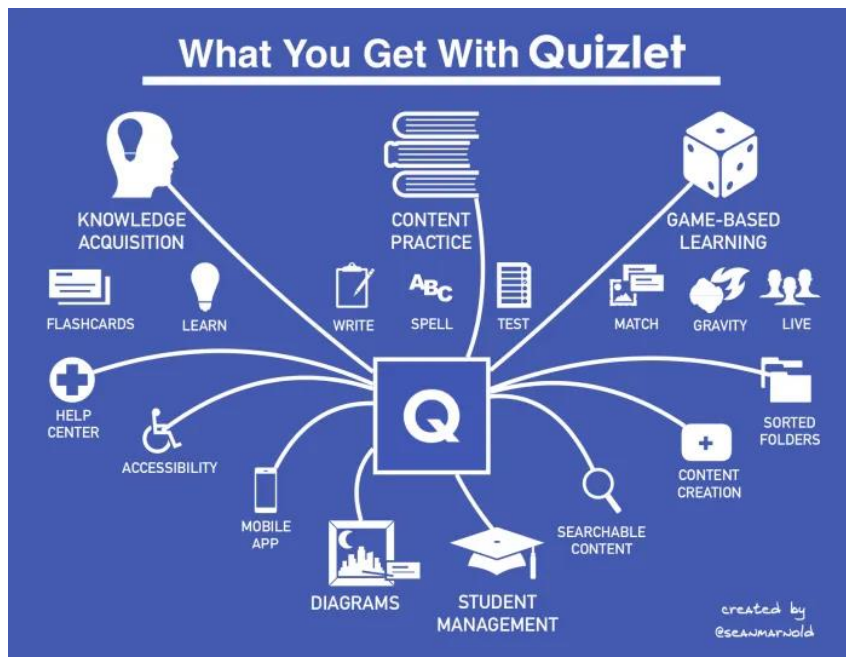 What You Get With Quizlet
KNOWLEDGE
ACQUISITION
CONTENT
PRACTICE
GAME-BASED
LEARNING
FLASHCARDS
LEARN
WRITE
ABC
SPELL
TEST
MATCH
GRAVITY
LIVE
Q
HELP
CENTER
ACCESSIBILITY
MOBILE
APP
DIAGRAMS
STUDENT
MANAGEMENT
SEARCHABLE
CONTENT
CONTENT
CREATION
SORTED
FOLDERS
created by
@seanmarnold